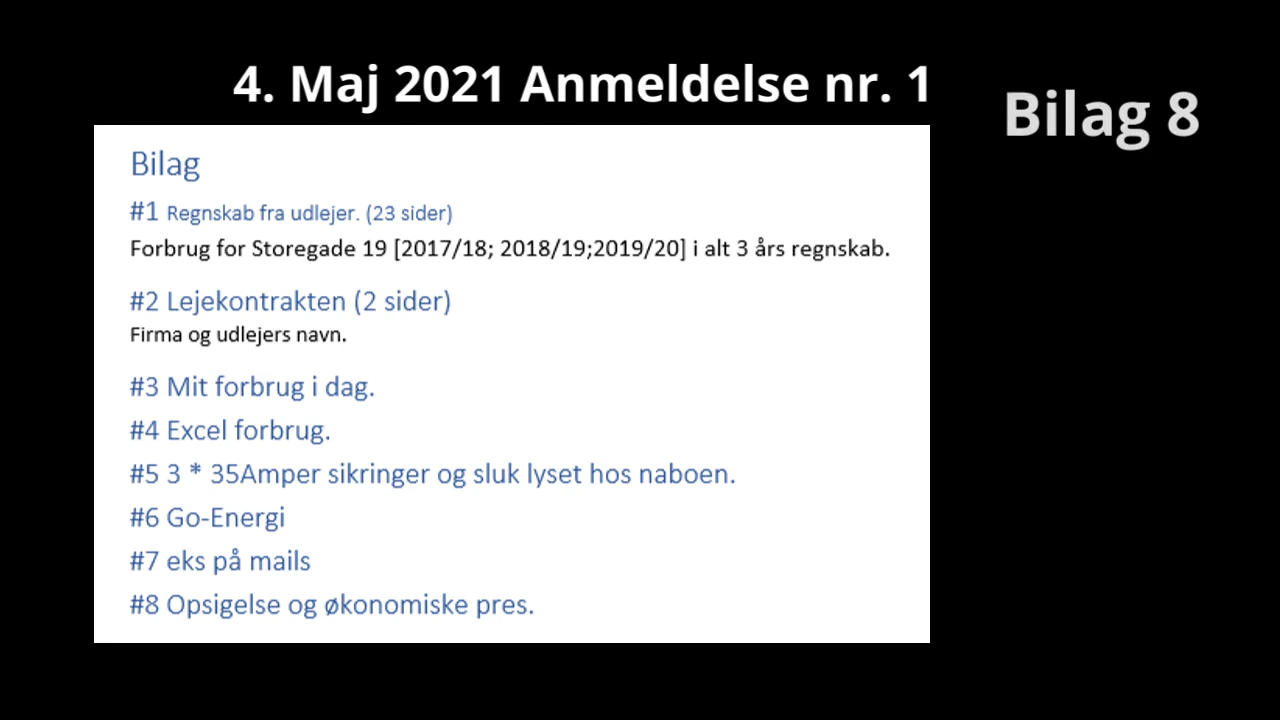 4. Maj 2021 Anmeldelse nr. 1
Bilag 8
Bilag
#1 Regnskab fra udlejer. (23 sider)
Forbrug for Storegade 19 [2017/18; 2018/19;2019/20] i alt 3 års regnskab.
#2 Lejekontrakten (2 sider)
Firma og udlejers navn.
#3 Mit forbrug i dag.
#4 Excel forbrug.
#5 3 * 35Amper sikringer og sluk lyset hos naboen.
#6 Go-Energi
#7 eks på mails
#8 Opsigelse og økonomiske pres.